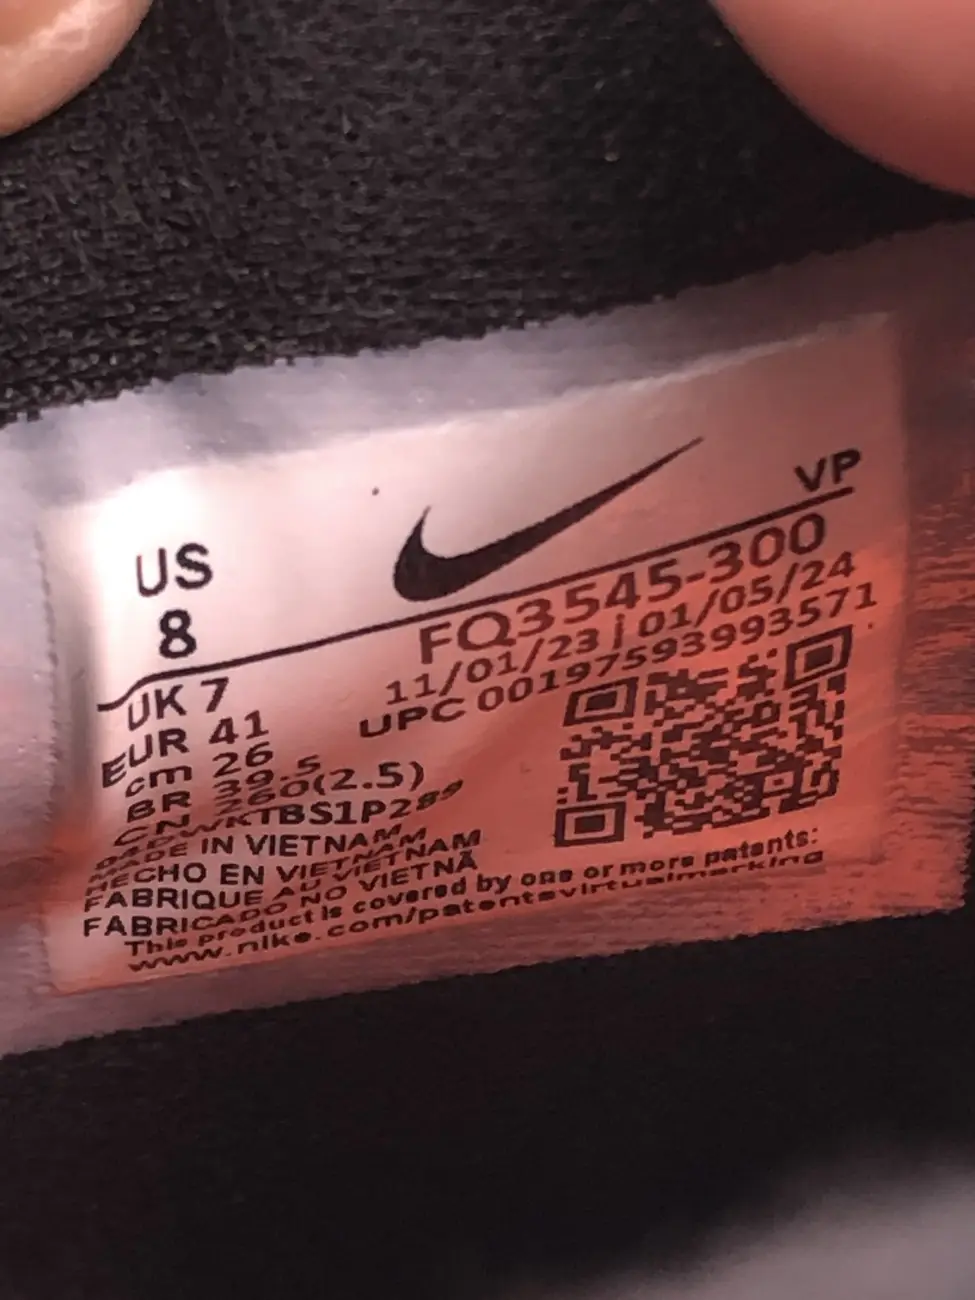 VP
US
8
FQ3545-300
11/01/23 | 01/05/24
UPC 00197593993571
UK 7
EUR 41
cm 26
BR 39.5
CN 260(2.5)
MADE IN VIETNAM
HECHO EN VIETNAM
FABRIQUE AU VIETNAM
FABRICADO NO VIETNÃ
This product is covered by one or more patents:
www.nike.com/patentsvirtualmarking